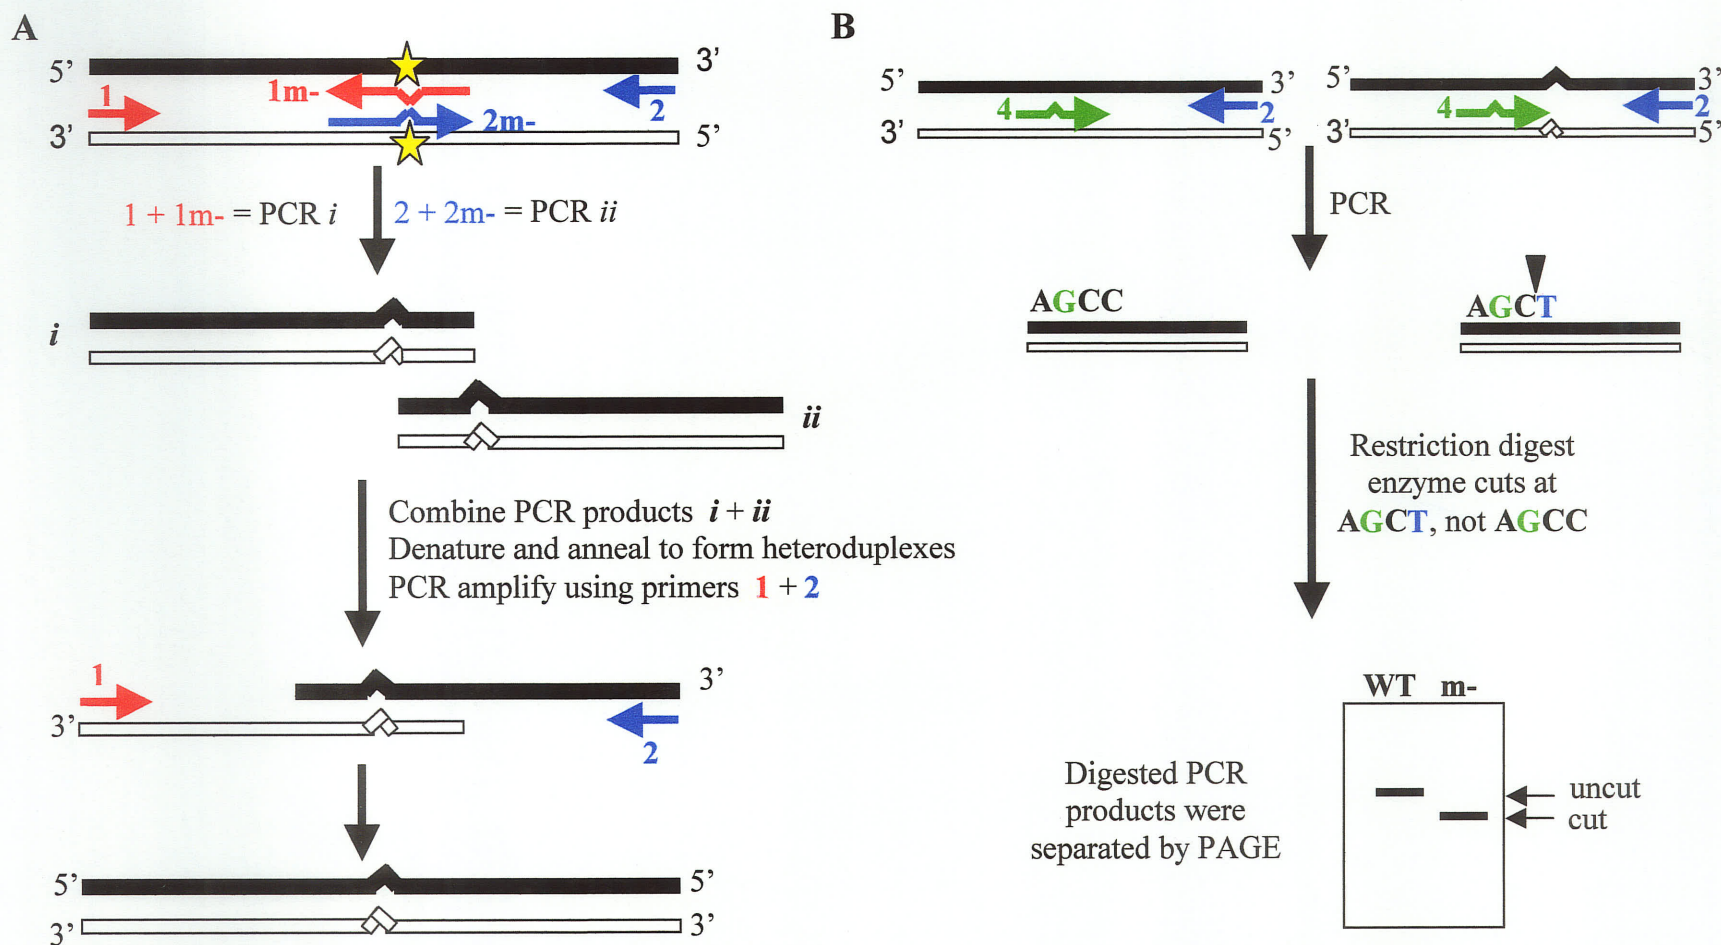 A
5'
3'
1
1m-
2
2m-
3'
5'
1 + 1m- = PCR i
2 + 2m- = PCR ii
i
ii
Combine PCR products i + ii
Denature and anneal to form heteroduplexes
PCR amplify using primers 1 + 2
1
3'
3'
2
5'
5'
3'
3'
B
5'
3'
4
2
3'
5'
5'
3'
4
2
3'
5'
PCR
AGCC
AGCT
Restriction digest
enzyme cuts at
AGCT, not AGCC
WT m-
Digested PCR
products were
separated by PAGE
uncut
cut